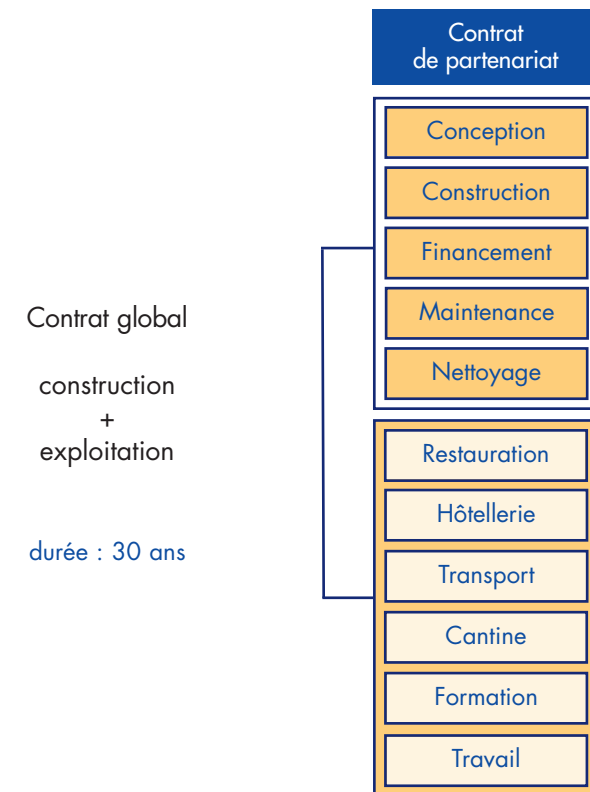 Contrat
de partenariat
Conception
Construction
Financement
Maintenance
Nettoyage
Restauration
Hôtellerie
Transport
Cantine
Formation
Travail
Contrat global
construction
+
exploitation
durée : 30 ans